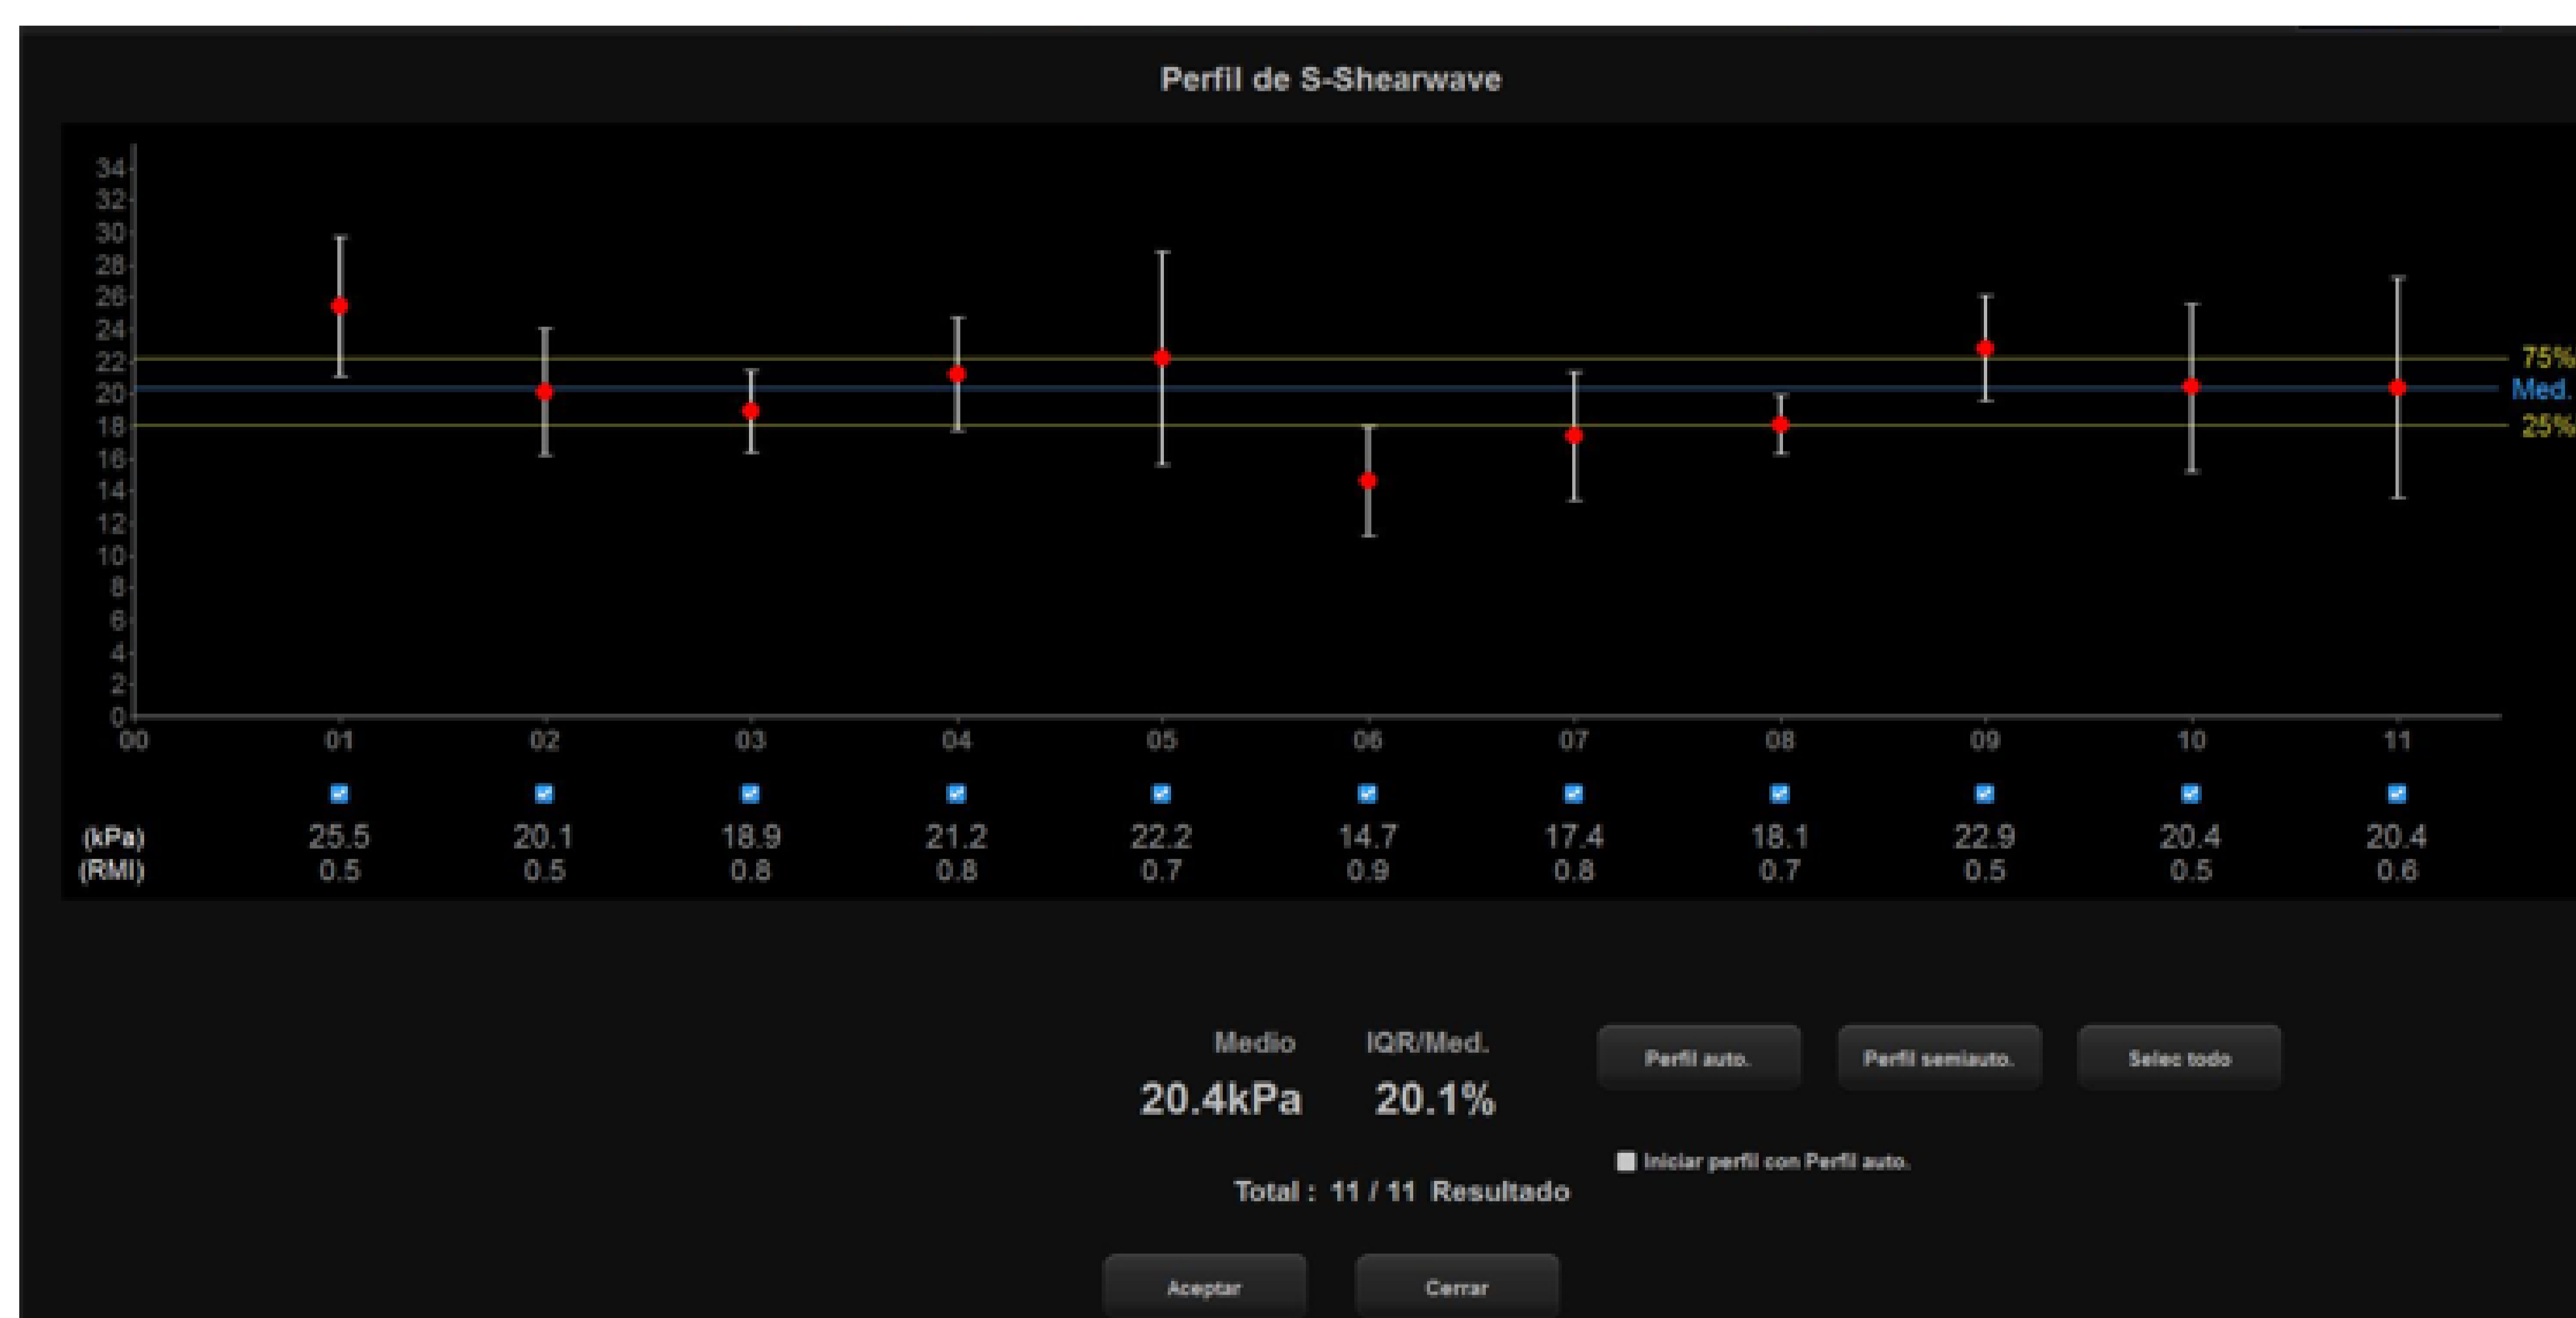 Perfil de S-Shearwave
34
32
30
28
26
24
22
20
18
16
14
12
10
8
6
4
2
0
75%
Med.
25%
00 01 02 03 04 05 06 07 08 09 10 11
(kPa) 25.5 20.1 18.9 21.2 22.2 14.7 17.4 18.1 22.9 20.4 20.4
(RMI) 0.5 0.5 0.8 0.8 0.7 0.9 0.8 0.7 0.5 0.5 0.6
Medio IQR/Med.
20.4kPa 20.1%
Perfil auto. Perfil semiauto. Selec todo
Iniciar perfil con Perfil auto.
Total : 11 / 11 Resultado
Aceptar Cerrar